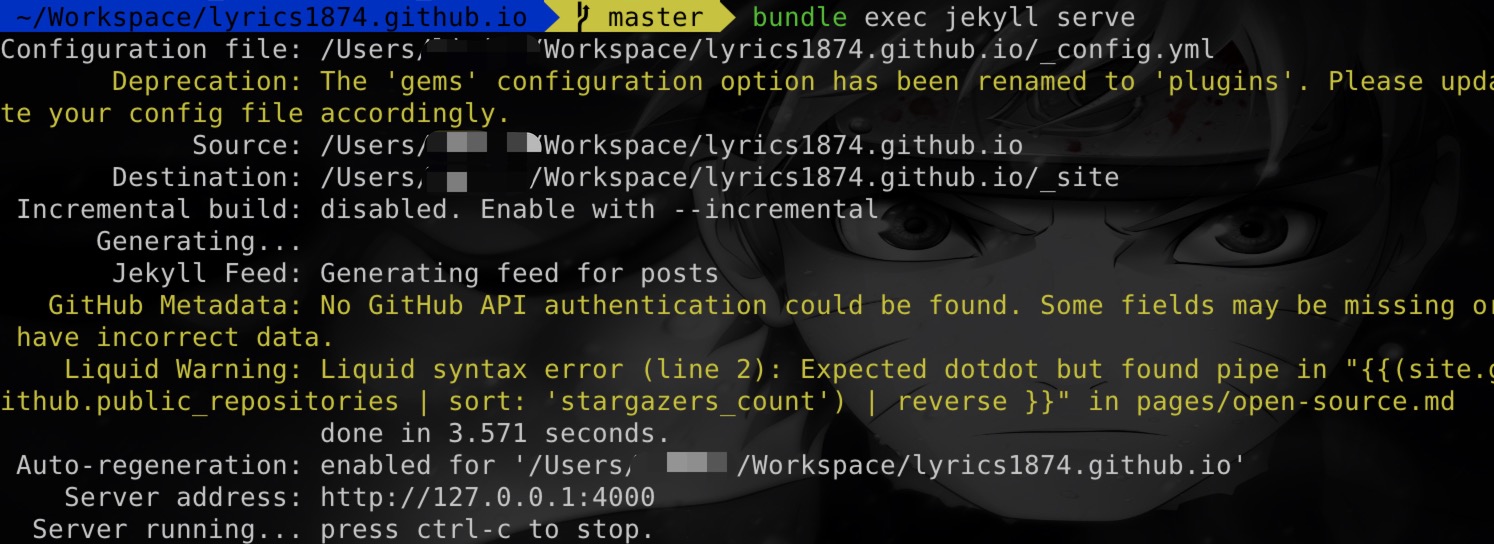 ~/Workspace/lyrics1874.github.io master bundle exec jekyll serve
Configuration file: /Users/ /Workspace/lyrics1874.github.io/_config.yml
Deprecation: The 'gems' configuration option has been renamed to 'plugins'. Please upda
te your config file accordingly.
Source: /Users/ /Workspace/lyrics1874.github.io
Destination: /Users/ /Workspace/lyrics1874.github.io/_site
Incremental build: disabled. Enable with --incremental
Generating...
Jekyll Feed: Generating feed for posts
GitHub Metadata: No GitHub API authentication could be found. Some fields may be missing or
have incorrect data.
Liquid Warning: Liquid syntax error (line 2): Expected dotdot but found pipe in "{{(site.g
ithub.public_repositories | sort: 'stargazers_count') | reverse }}" in pages/open-source.md
done in 3.571 seconds.
Auto-regeneration: enabled for '/Users/ /Workspace/lyrics1874.github.io'
Server address: http://127.0.0.1:4000
Server running... press ctrl-c to stop.